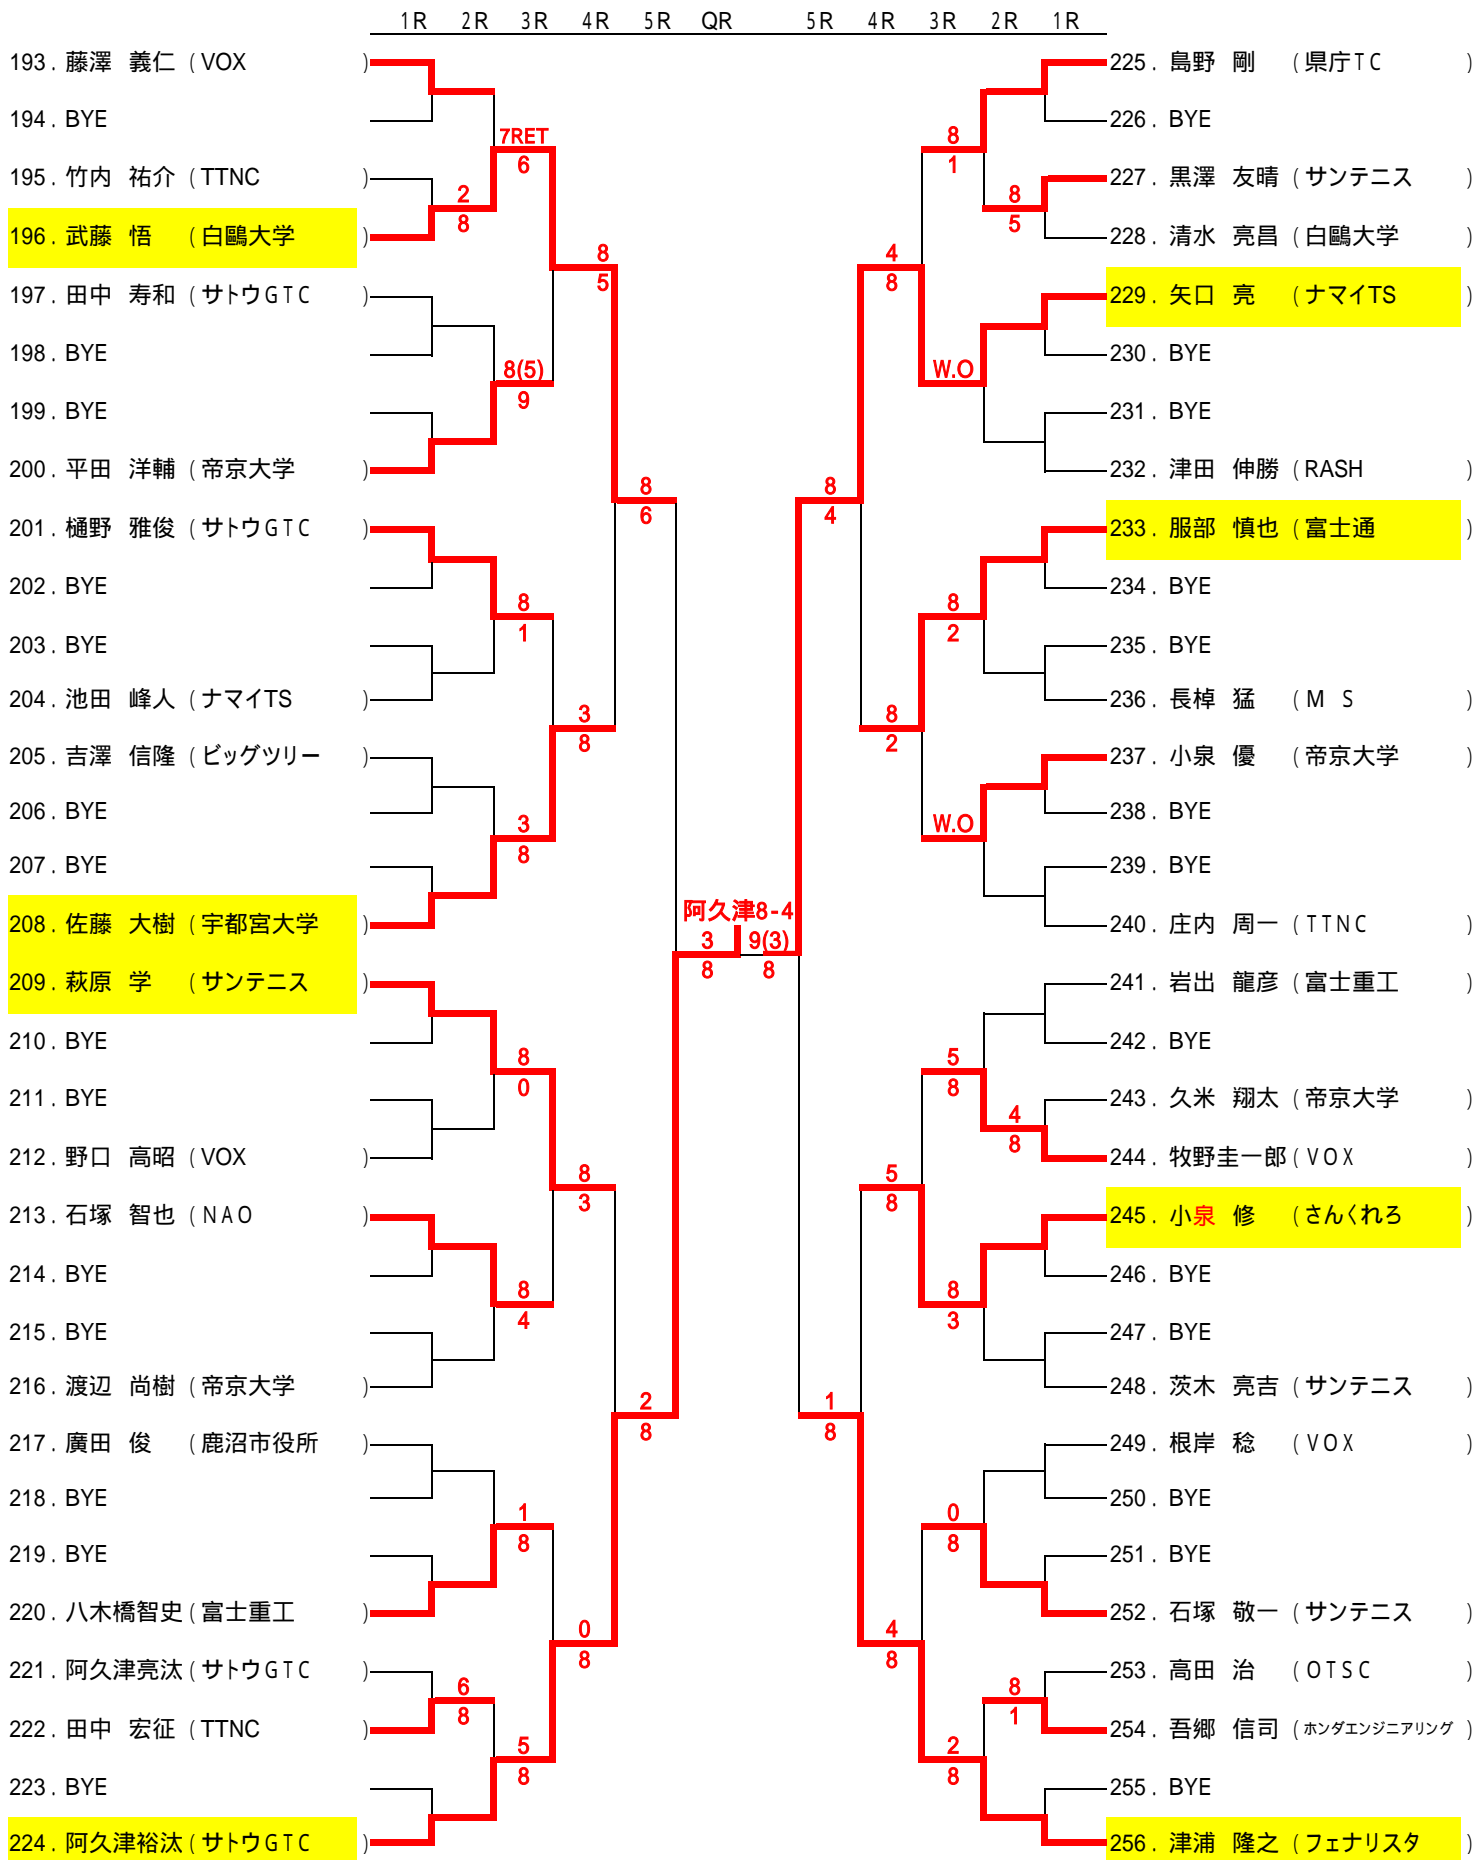 1R 2R 3R 4R 5R QR 5R 4R 3R 2R 1R
193. 藤澤 義仁 (VOX )
194. BYE
7RET
6
195. 竹内 祐介 (TTNC )
2
8
196. 武藤 悟 (白鷗大学 )
8
5
197. 田中 寿和 (サトウGTC )
198. BYE
8(5)
9
199. BYE
200. 平田 洋輔 (帝京大学 )
8
6
201. 樋野 雅俊 (サトウGTC )
202. BYE
8
1
203. BYE
204. 池田 峰人 (ナマイTS )
3
8
205. 吉澤 信隆 (ビッグツリー )
206. BYE
3
8
207. BYE
208. 佐藤 大樹 (宇都宮大学 )
阿久津8-4
3 9(3)
8 8
209. 萩原 学 (サンテニス )
210. BYE
8
0
211. BYE
212. 野口 高昭 (VOX )
8
3
213. 石塚 智也 (NAO )
214. BYE
8
4
215. BYE
216. 渡辺 尚樹 (帝京大学 )
2
8
217. 廣田 俊 (鹿沼市役所 )
218. BYE
1
8
219. BYE
220. 八木橋智史 (富士重工 )
0
8
221. 阿久津亮汰 (サトウGTC )
6
8
222. 田中 宏征 (TTNC )
5
8
223. BYE
224. 阿久津裕汰 (サトウGTC )
225. 島野 剛 (県庁TC )
226. BYE
8
1
227. 黒澤 友晴 (サンテニス )
8
5
228. 清水 亮昌 (白鷗大学 )
4
8
229. 矢口 亮 (ナマイTS )
230. BYE
W.O
231. BYE
232. 津田 伸勝 (RASH )
8
4
233. 服部 慎也 (富士通 )
234. BYE
8
2
235. BYE
236. 長棹 猛 (M S )
8
2
237. 小泉 優 (帝京大学 )
238. BYE
W.O
239. BYE
240. 庄内 周一 (TTNC )
241. 岩出 龍彦 (富士重工 )
242. BYE
5
8
243. 久米 翔太 (帝京大学 )
4
8
244. 牧野圭一郎 (VOX )
5
8
245. 小泉 修 (さんくれろ )
246. BYE
8
3
247. BYE
248. 茨木 亮吉 (サンテニス )
1
8
249. 根岸 稔 (VOX )
250. BYE
0
8
251. BYE
252. 石塚 敬一 (サンテニス )
4
8
253. 高田 治 (OTSC )
8
1
254. 吾郷 信司 (ホンダエンジニアリング )
2
8
255. BYE
256. 津浦 隆之 (フェナリスタ )